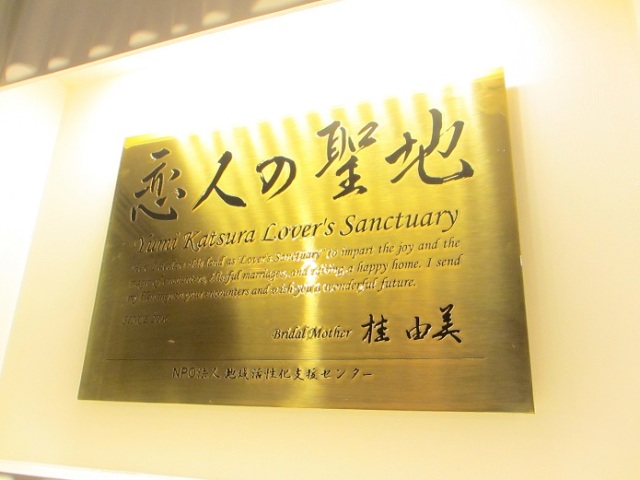 恋人の聖地
Yumi Katsura Lover's Sanctuary
as 'Lover's Sanctuary' to impart the joy and the
blissful marriages, and a happy home. I send
encounters and wish you a wonderful future.
Bridal Mother 桂 由美
NPO法人 地域活性化支援センター